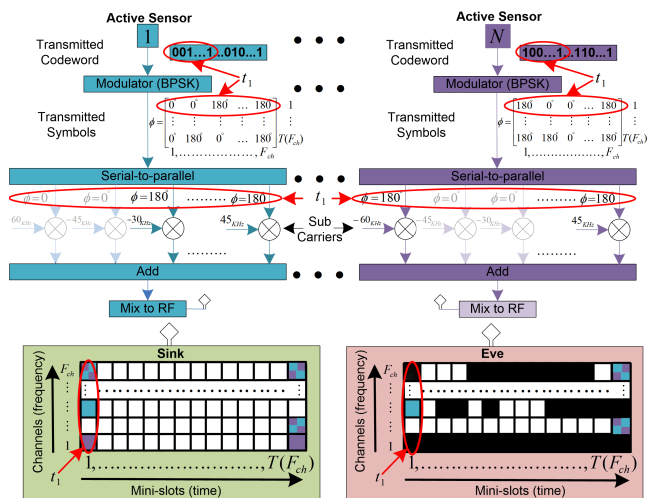 Active Sensor
1
Transmitted Codeword
001...1 ..010...1
t1
Modulator (BPSK)
Transmitted Symbols
ϕ = [0° 0° 180° … 180°] 1
⋮ ⋮ ⋮ ⋮ ⋮
0° 180° 0° … 180° T(Fch)
1,....................,Fch
Serial-to-parallel
ϕ=0 ϕ=0 ϕ=180 ......... ϕ=180
60KHz -45KHz -30KHz 45KHz
.........
Add
Mix to RF
Active Sensor
N
Transmitted Codeword
100...1 ..110...1
Modulator (BPSK)
Transmitted Symbols
ϕ = [180° 0° 0° … 180°] 1
⋮ ⋮ ⋮ ⋮ ⋮
180° 180° 0° … 180° T(Fch)
1,....................,Fch
Serial-to-parallel
t1
ϕ=180 ϕ=0 ϕ=0 ......... ϕ=180
Sub Carriers
-60KHz -45KHz -30KHz 45KHz
.........
Add
Mix to RF
Sink
Channels (frequency)
Fch
⋮
1
1,........................,T(Fch)
t1
Mini-slots (time)
Eve
Channels (frequency)
Fch
⋮
1
1,........................,T(Fch)
t1
Mini-slots (time)